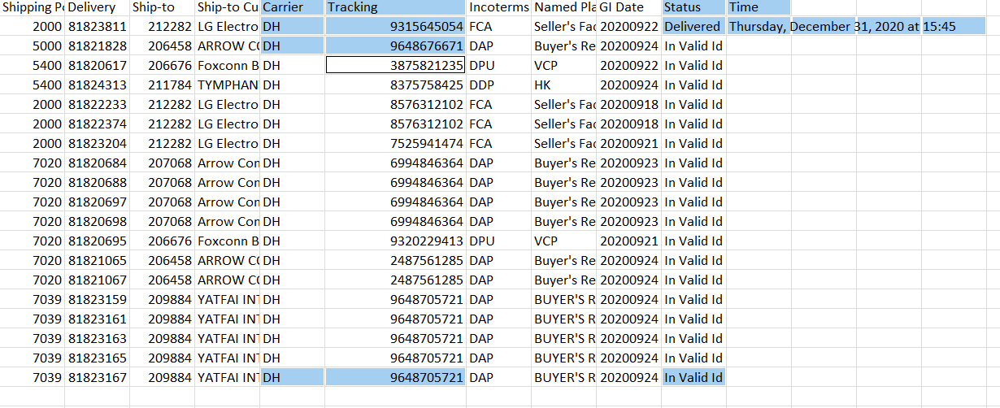 Shipping Po Delivery Ship-to Ship-to Cu Carrier Tracking Incoterms Named Pla GI Date Status Time
2000 81823811 212282 LG Electro DH 9315645054 FCA Seller's Fac 20200922 Delivered Thursday, December 31, 2020 at 15:45
5000 81821828 206458 ARROW CO DH 9648676671 DAP Buyer's Re 20200924 In Valid Id
5400 81820617 206676 Foxconn B DH 3875821235 DPU VCP 20200922 In Valid Id
5400 81824313 211784 TYMPHAN DH 8375758425 DDP HK 20200924 In Valid Id
2000 81822233 212282 LG Electro DH 8576312102 FCA Seller's Fac 20200918 In Valid Id
2000 81822374 212282 LG Electro DH 8576312102 FCA Seller's Fac 20200918 In Valid Id
2000 81823204 212282 LG Electro DH 7525941474 FCA Seller's Fac 20200921 In Valid Id
7020 81820684 207068 Arrow Con DH 6994846364 DAP Buyer's Re 20200923 In Valid Id
7020 81820688 207068 Arrow Con DH 6994846364 DAP Buyer's Re 20200923 In Valid Id
7020 81820697 207068 Arrow Con DH 6994846364 DAP Buyer's Re 20200923 In Valid Id
7020 81820698 207068 Arrow Con DH 6994846364 DAP Buyer's Re 20200923 In Valid Id
7020 81820695 206676 Foxconn B DH 9320229413 DPU VCP 20200921 In Valid Id
7020 81821065 206458 ARROW CO DH 2487561285 DAP Buyer's Re 20200924 In Valid Id
7020 81821067 206458 ARROW CO DH 2487561285 DAP Buyer's Re 20200924 In Valid Id
7039 81823159 209884 YATFAI INT DH 9648705721 DAP BUYER'S R 20200924 In Valid Id
7039 81823161 209884 YATFAI INT DH 9648705721 DAP BUYER'S R 20200924 In Valid Id
7039 81823163 209884 YATFAI INT DH 9648705721 DAP BUYER'S R 20200924 In Valid Id
7039 81823165 209884 YATFAI INT DH 9648705721 DAP BUYER'S R 20200924 In Valid Id
7039 81823167 209884 YATFAI INT DH 9648705721 DAP BUYER'S R 20200924 In Valid Id